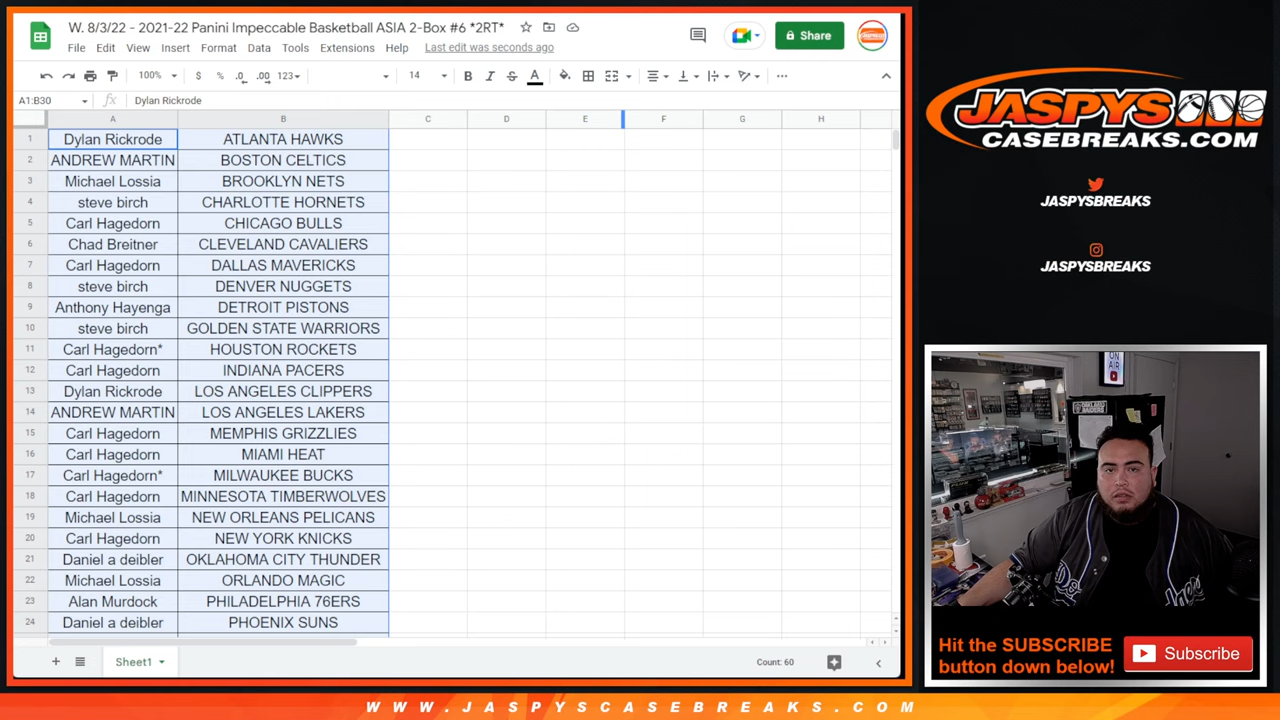 W. 8/3/22 - 2021-22 Panini Impeccable Basketball ASIA 2-Box #6 *2RT*
File Edit View Insert Format Data Tools Extensions Help Last edit was seconds ago
Share
100% $ % .0 .00 123 14 B I S A
A1:B30 fx Dylan Rickrode
A B C D E F G H
1 Dylan Rickrode ATLANTA HAWKS
2 ANDREW MARTIN BOSTON CELTICS
3 Michael Lossia BROOKLYN NETS
4 steve birch CHARLOTTE HORNETS
5 Carl Hagedorn CHICAGO BULLS
6 Chad Breitner CLEVELAND CAVALIERS
7 Carl Hagedorn DALLAS MAVERICKS
8 steve birch DENVER NUGGETS
9 Anthony Hayenga DETROIT PISTONS
10 steve birch GOLDEN STATE WARRIORS
11 Carl Hagedorn* HOUSTON ROCKETS
12 Carl Hagedorn INDIANA PACERS
13 Dylan Rickrode LOS ANGELES CLIPPERS
14 ANDREW MARTIN LOS ANGELES LAKERS
15 Carl Hagedorn MEMPHIS GRIZZLIES
16 Carl Hagedorn MIAMI HEAT
17 Carl Hagedorn* MILWAUKEE BUCKS
18 Carl Hagedorn MINNESOTA TIMBERWOLVES
19 Michael Lossia NEW ORLEANS PELICANS
20 Carl Hagedorn NEW YORK KNICKS
21 Daniel a deibler OKLAHOMA CITY THUNDER
22 Michael Lossia ORLANDO MAGIC
23 Alan Murdock PHILADELPHIA 76ERS
24 Daniel a deibler PHOENIX SUNS
Sheet1
Count: 60
JASPYS
CASEBREAKS.COM
JASPYSBREAKS
JASPYSBREAKS
ON AIR
Hit the SUBSCRIBE
button down below!
Subscribe
WWW.JASPYSCASEBREAKS.COM